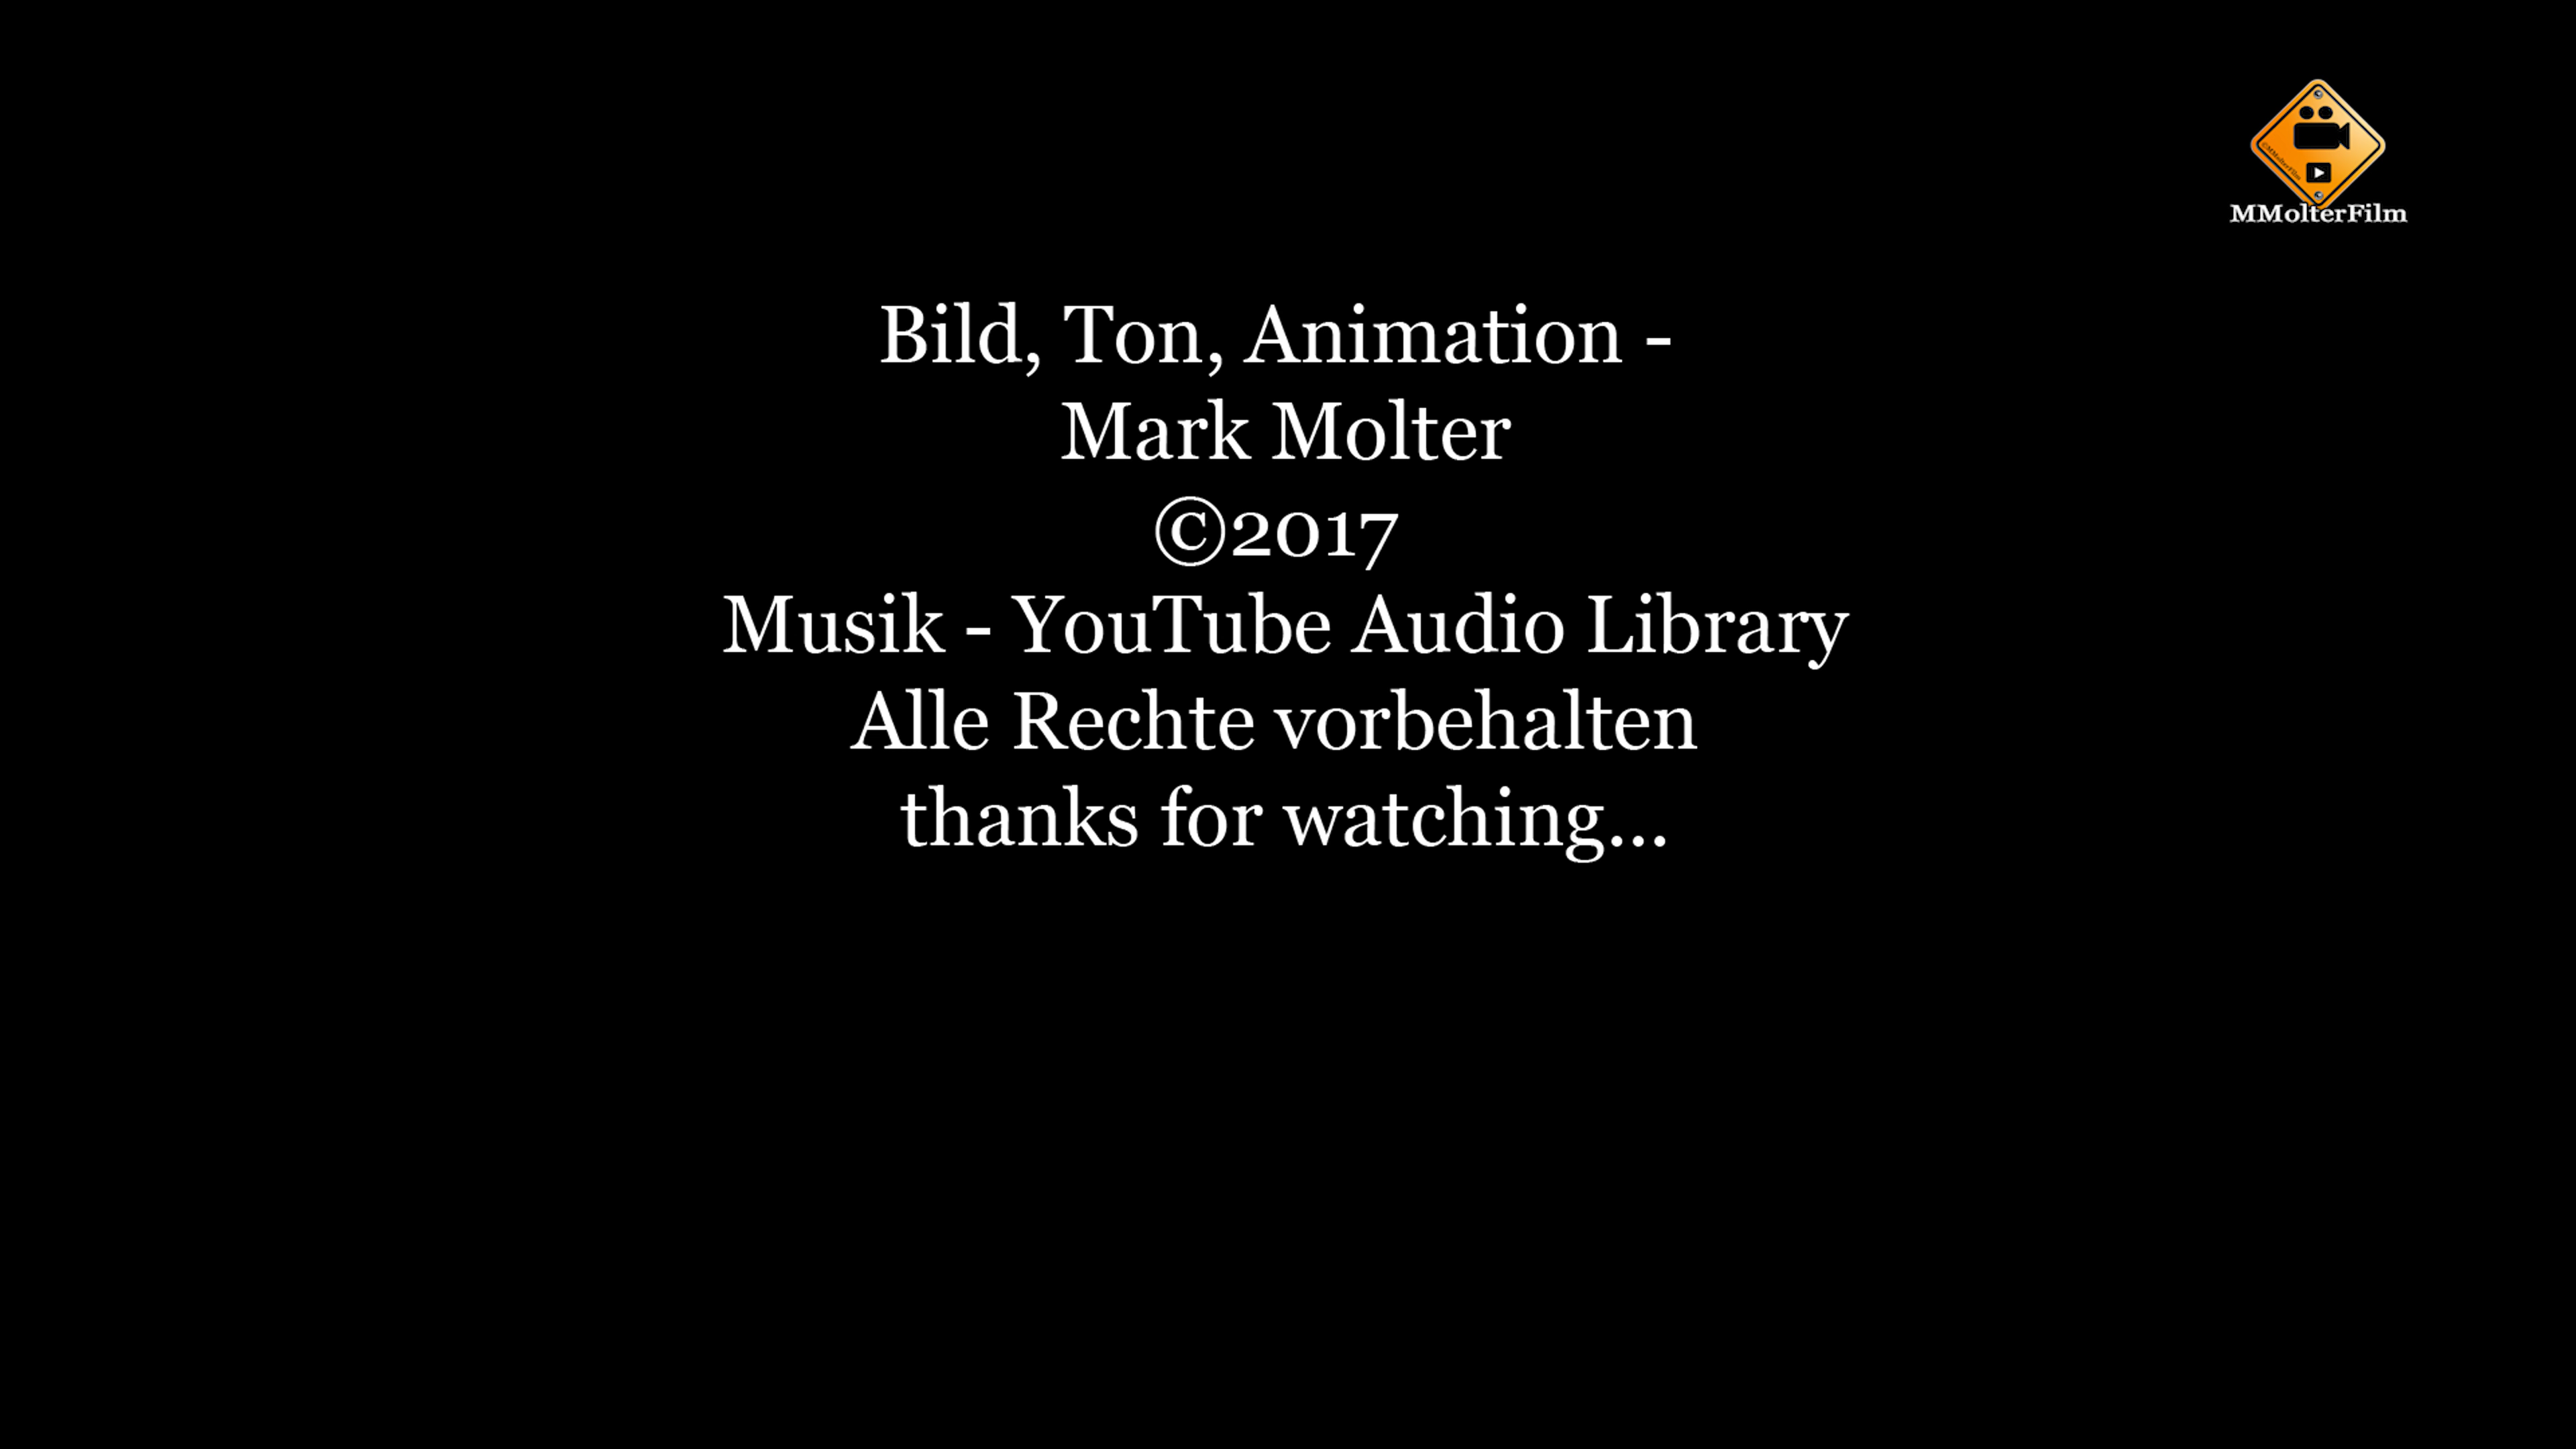 MMolterFilm
Bild, Ton, Animation -
Mark Molter
©2017
Musik - YouTube Audio Library
Alle Rechte vorbehalten
thanks for watching...